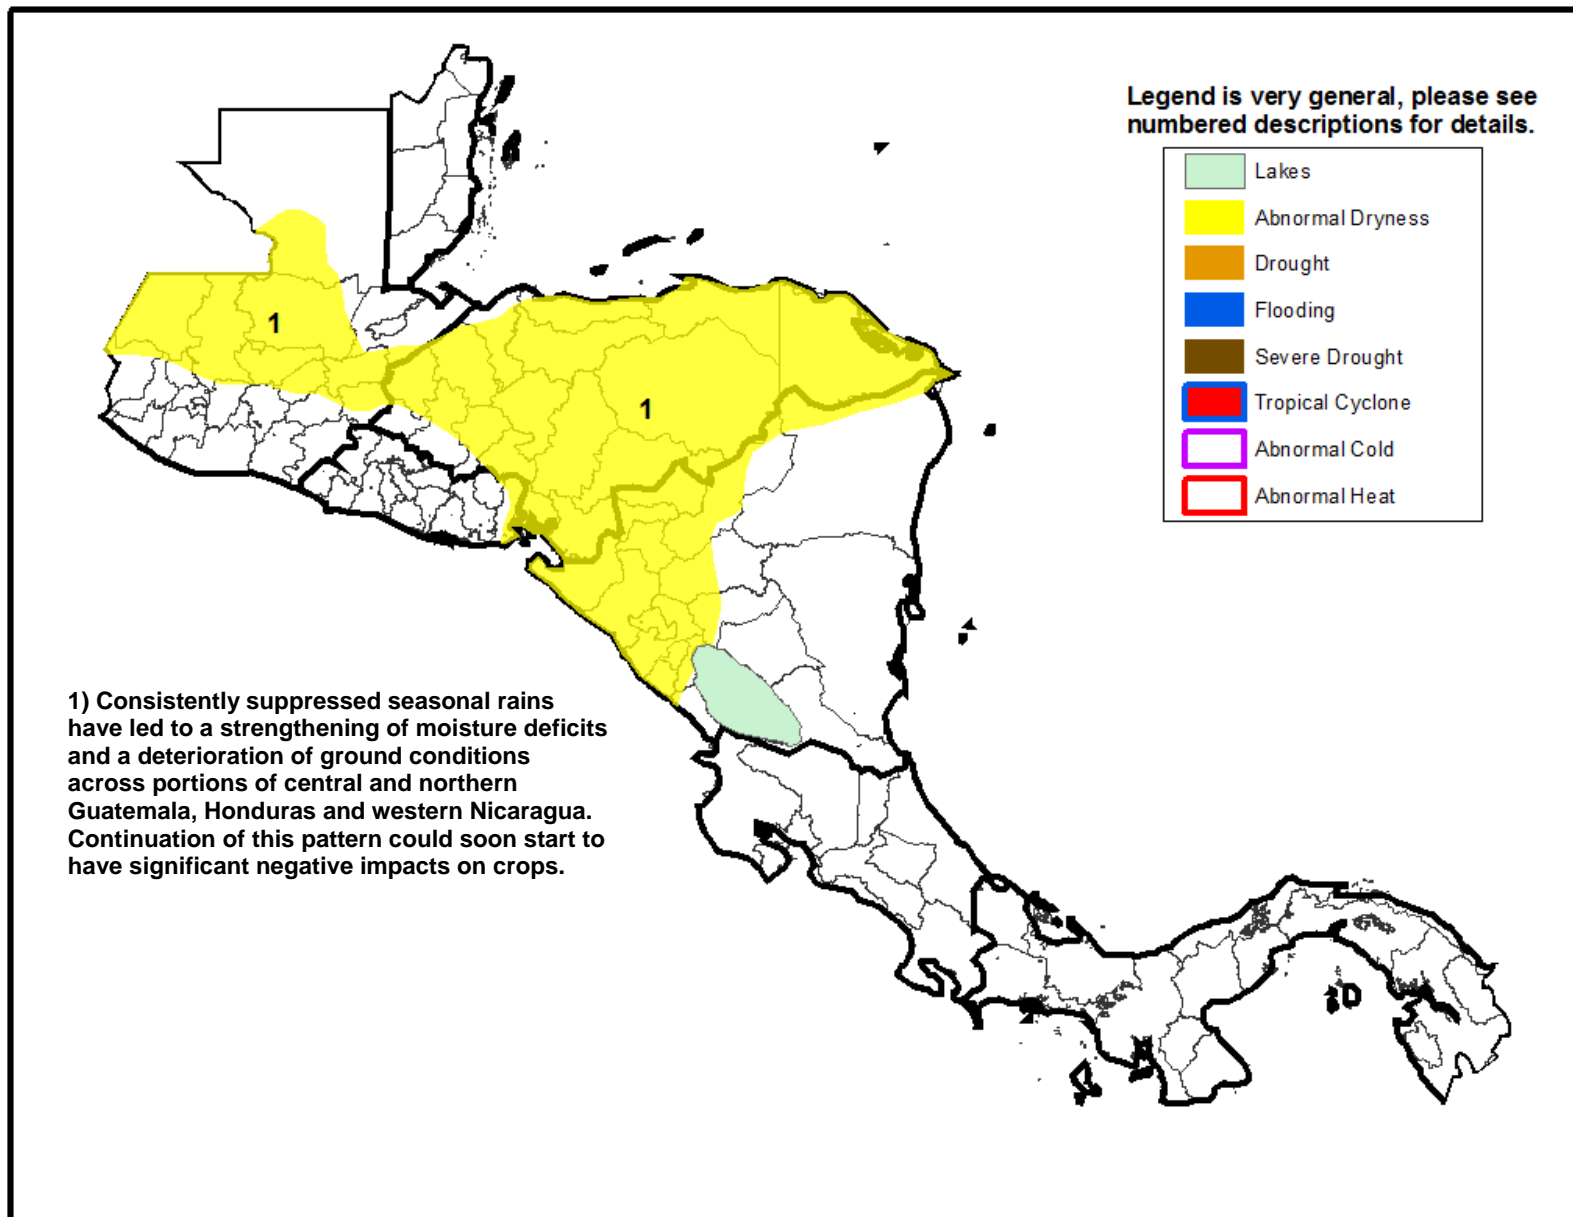 Legend is very general, please see
numbered descriptions for details.
Lakes
Abnormal Dryness
Drought
Flooding
Severe Drought
Tropical Cyclone
Abnormal Cold
Abnormal Heat
1
1
1) Consistently suppressed seasonal rains
have led to a strengthening of moisture deficits
and a deterioration of ground conditions
across portions of central and northern
Guatemala, Honduras and western Nicaragua.
Continuation of this pattern could soon start to
have significant negative impacts on crops.